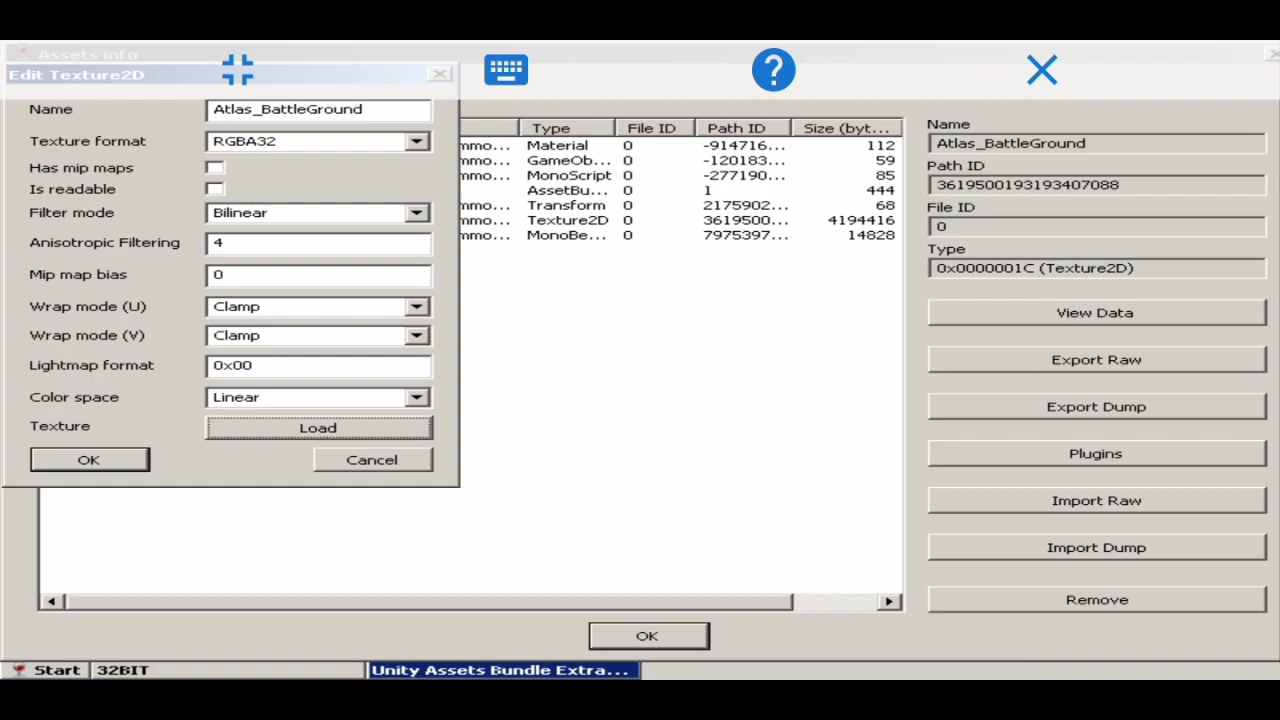 Assets info
Edit Texture2D
Name Atlas_BattleGround
Texture format RGBA32
Has mip maps
Is readable
Filter mode Bilinear
Anisotropic Filtering 4
Mip map bias 0
Wrap mode (U) Clamp
Wrap mode (V) Clamp
Lightmap format 0x00
Color space Linear
Texture Load
OK Cancel
Type File ID Path ID Size (byt...
mmo... Material 0 -914716... 112
mmo... GameOb... 0 -120183... 59
mmo... MonoScript 0 -277190... 85
AssetBu... 0 1 444
mmo... Transform 0 2175902... 68
mmo... Texture2D 0 3619500... 4194416
mmo... MonoBe... 0 7975397... 14828
Name
Atlas_BattleGround
Path ID
3619500193193407088
File ID
0
Type
0x0000001C (Texture2D)
View Data
Export Raw
Export Dump
Plugins
Import Raw
Import Dump
Remove
OK
Start 32BIT Unity Assets Bundle Extra...